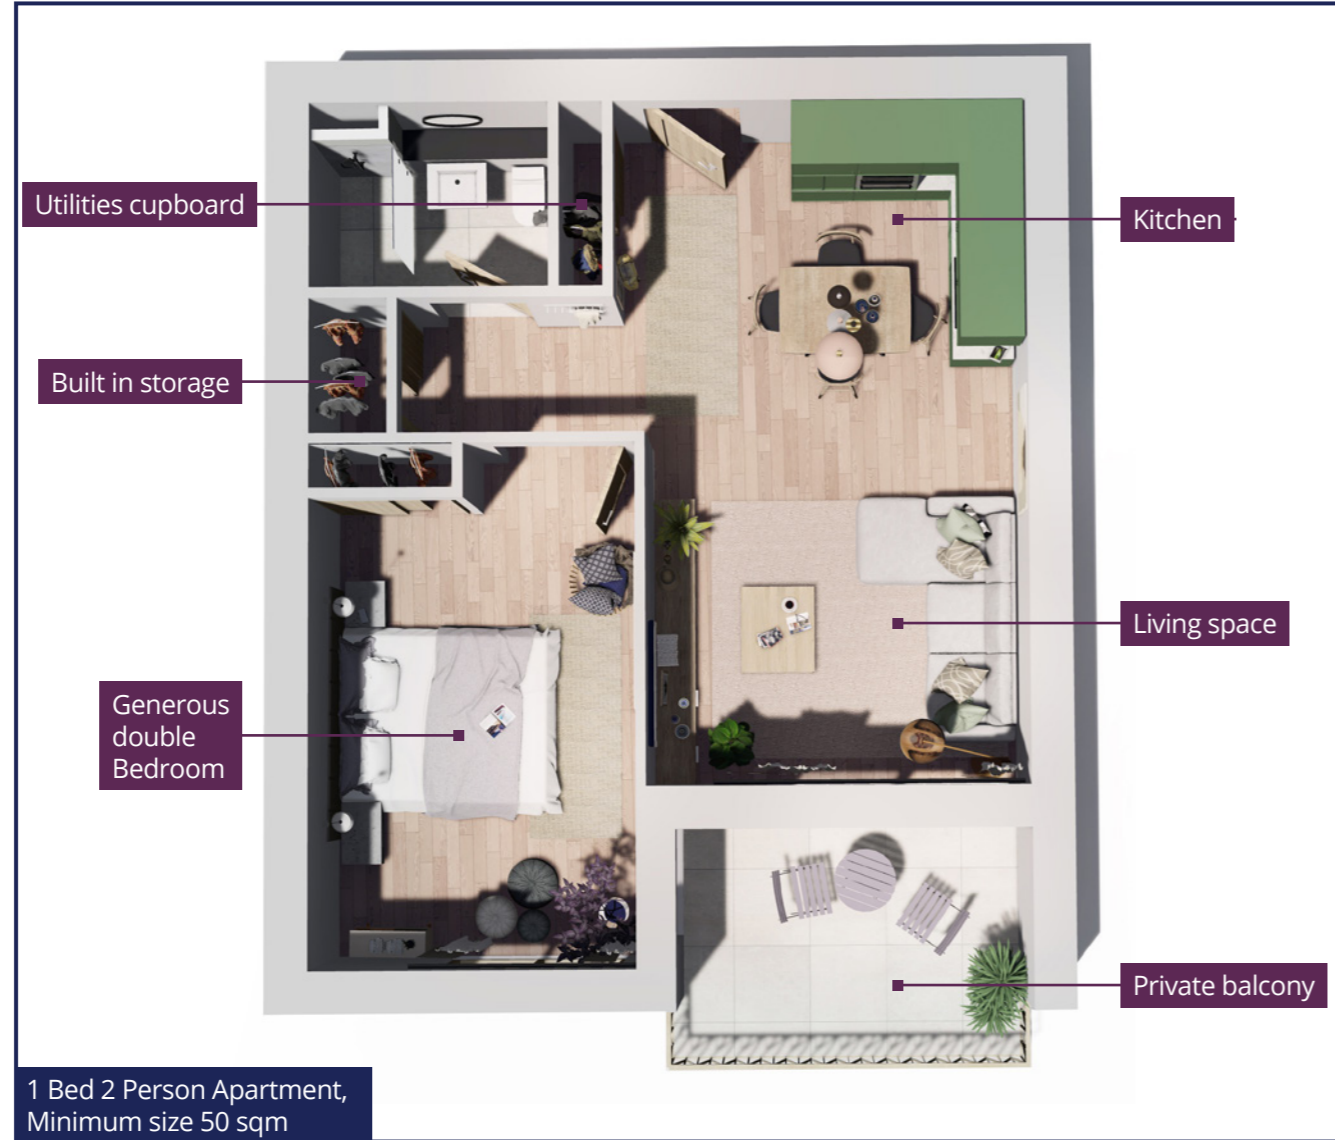 Utilities cupboard
Kitchen
Built in storage
Living space
Generous
double
Bedroom
Private balcony
1 Bed 2 Person Apartment,
Minimum size 50 sqm